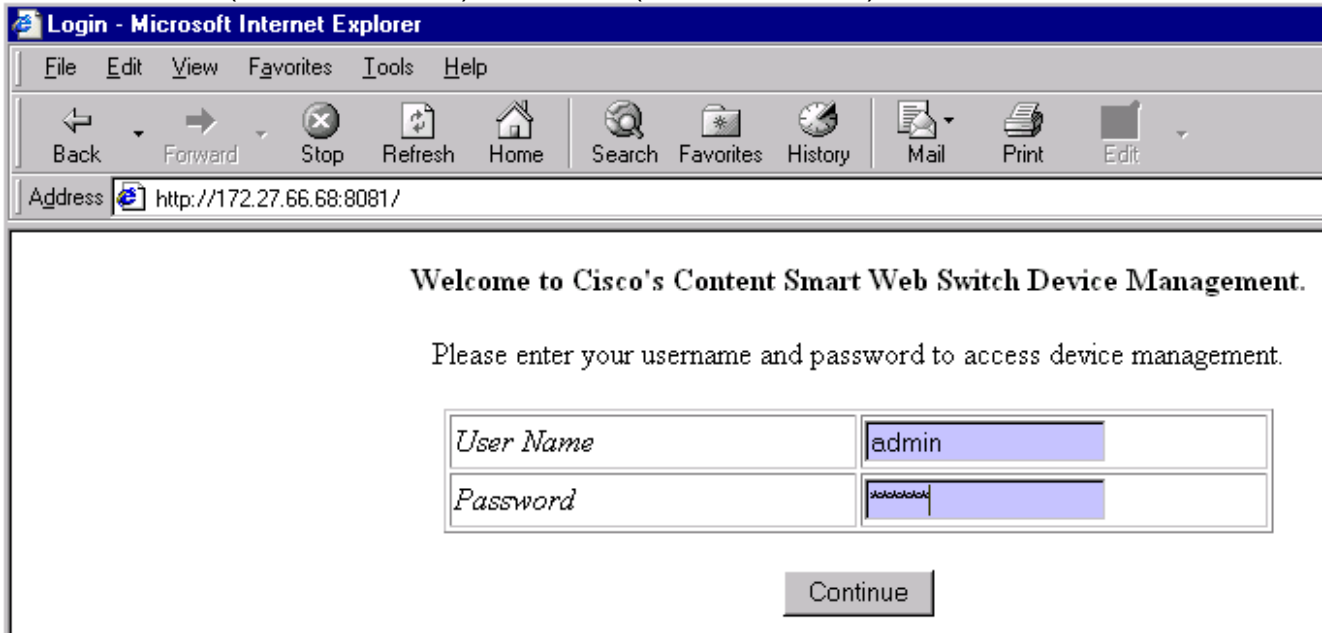 Login - Microsoft Internet Explorer
File Edit View Favorites Tools Help
Back Forward Stop Refresh Home Search Favorites History Mail Print Edit
Address http://172.27.66.68:8081/
Welcome to Cisco's Content Smart Web Switch Device Management.
Please enter your username and password to access device management.
User Name admin
Password *******
Continue